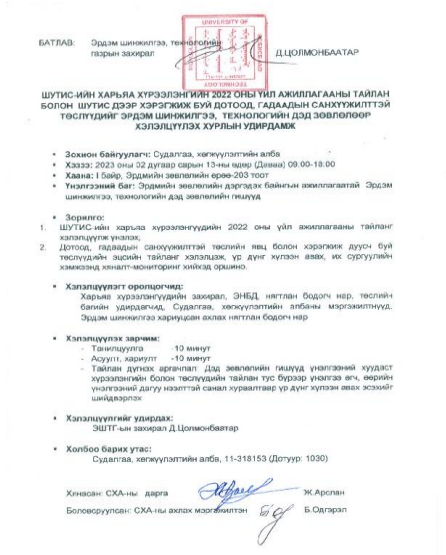 БАТЛАВ: Эрдэм шинжилгээ, технологийн
газрын захирал Д.ЦОЛМОНБААТАР
UNIVERSITY OF
ШУТИС-ИЙН ХАРЬЯА ХҮРЭЭЛЭНГИЙН 2022 ОНЫ ҮЙЛ АЖИЛЛАГААНЫ ТАЙЛАН
БОЛОН ШУТИС ДЭЭР ХЭРЭГЖИЖ БУЙ ДОТООД, ГАДААДЫН САНХҮҮЖИЛТТЭЙ
ТӨСЛҮҮДИЙГ ЭРДЭМ ШИНЖИЛГЭЭ, ТЕХНОЛОГИЙН ДЭД ЗӨВЛӨЛӨӨР
ХЭЛЭЛЦҮҮЛЭХ ХУРЛЫН УДИРДАМЖ
• Зохион байгуулагч: Судалгаа, хөгжүүлэлтийн алба
• Хэзээ: 2023 оны 02 дугаар сарын 13-ны өдөр (Даваа) 09.00-18.00
• Хаана: I байр, Эрдмийн зөвлөлийн өрөө-203 тоот
• Үнэлгээний баг: Эрдмийн зөвлөлийн дэргэдэх байнгын ажиллагаатай Эрдэм
шинжилгээ, технологийн дэд зөвлөлийн гишүүд
• Зорилго:
1. ШУТИС-ийн харъяа хүрээлэнгүүдийн 2022 оны үйл ажиллагааны тайланг
хэлэлцүүлж үнэлэх;
2. Дотоод, гадаадын санхүүжилттэй төслийн явц болон хэрэгжиж дуусч буй
төслүүдийн эцсийн тайланг хэлэлцэж, үр дүнг хүлээн авах, их сургуулийн
хэмжээнд хяналт-мониторинг хийхэд оршино.
• Хэлэлцүүлэгт оролцогчид:
Харьяа хүрээлэнгүүдийн захирал, ЭНБД, нягтлан бодогч нар, төслийн
багийн удирдагчид, Судалгаа, хөгжүүлэлтийн албаны мэргэжилтнүүд,
Эрдэм шинжилгээ хариуцсан ахлах нягтлан бодогч нар
• Хэлэлцүүлэх зарчим:
- Танилцуулга -10 минут
- Асуулт, хариулт -10 минут
- Тайлан дүгнэх аргачлал: Дэд зөвлөлийн гишүүд үнэлгээний хуудаст
хүрээлэнгийн болон төслүүдийн тайлан тус бүрээр үнэлгээ өгч, өөрийн
үнэлгээний дагуу нээлттэй санал хураалтаар үр дүнг хүлээн авах эсэхийг
шийдвэрлэх
• Хэлэлцүүлгийг удирдах:
ЭШТГ-ын захирал Д.Цолмонбаатар
• Холбоо барих утас:
Судалгаа, хөгжүүлэлтийн алба, 11-318153 (Дотуур: 1030)
Хянасан: СХА-ны дарга Ж.Арслан
Боловсруулсан: СХА-ны ахлах мэргэжилтэн Б.Одгэрэл